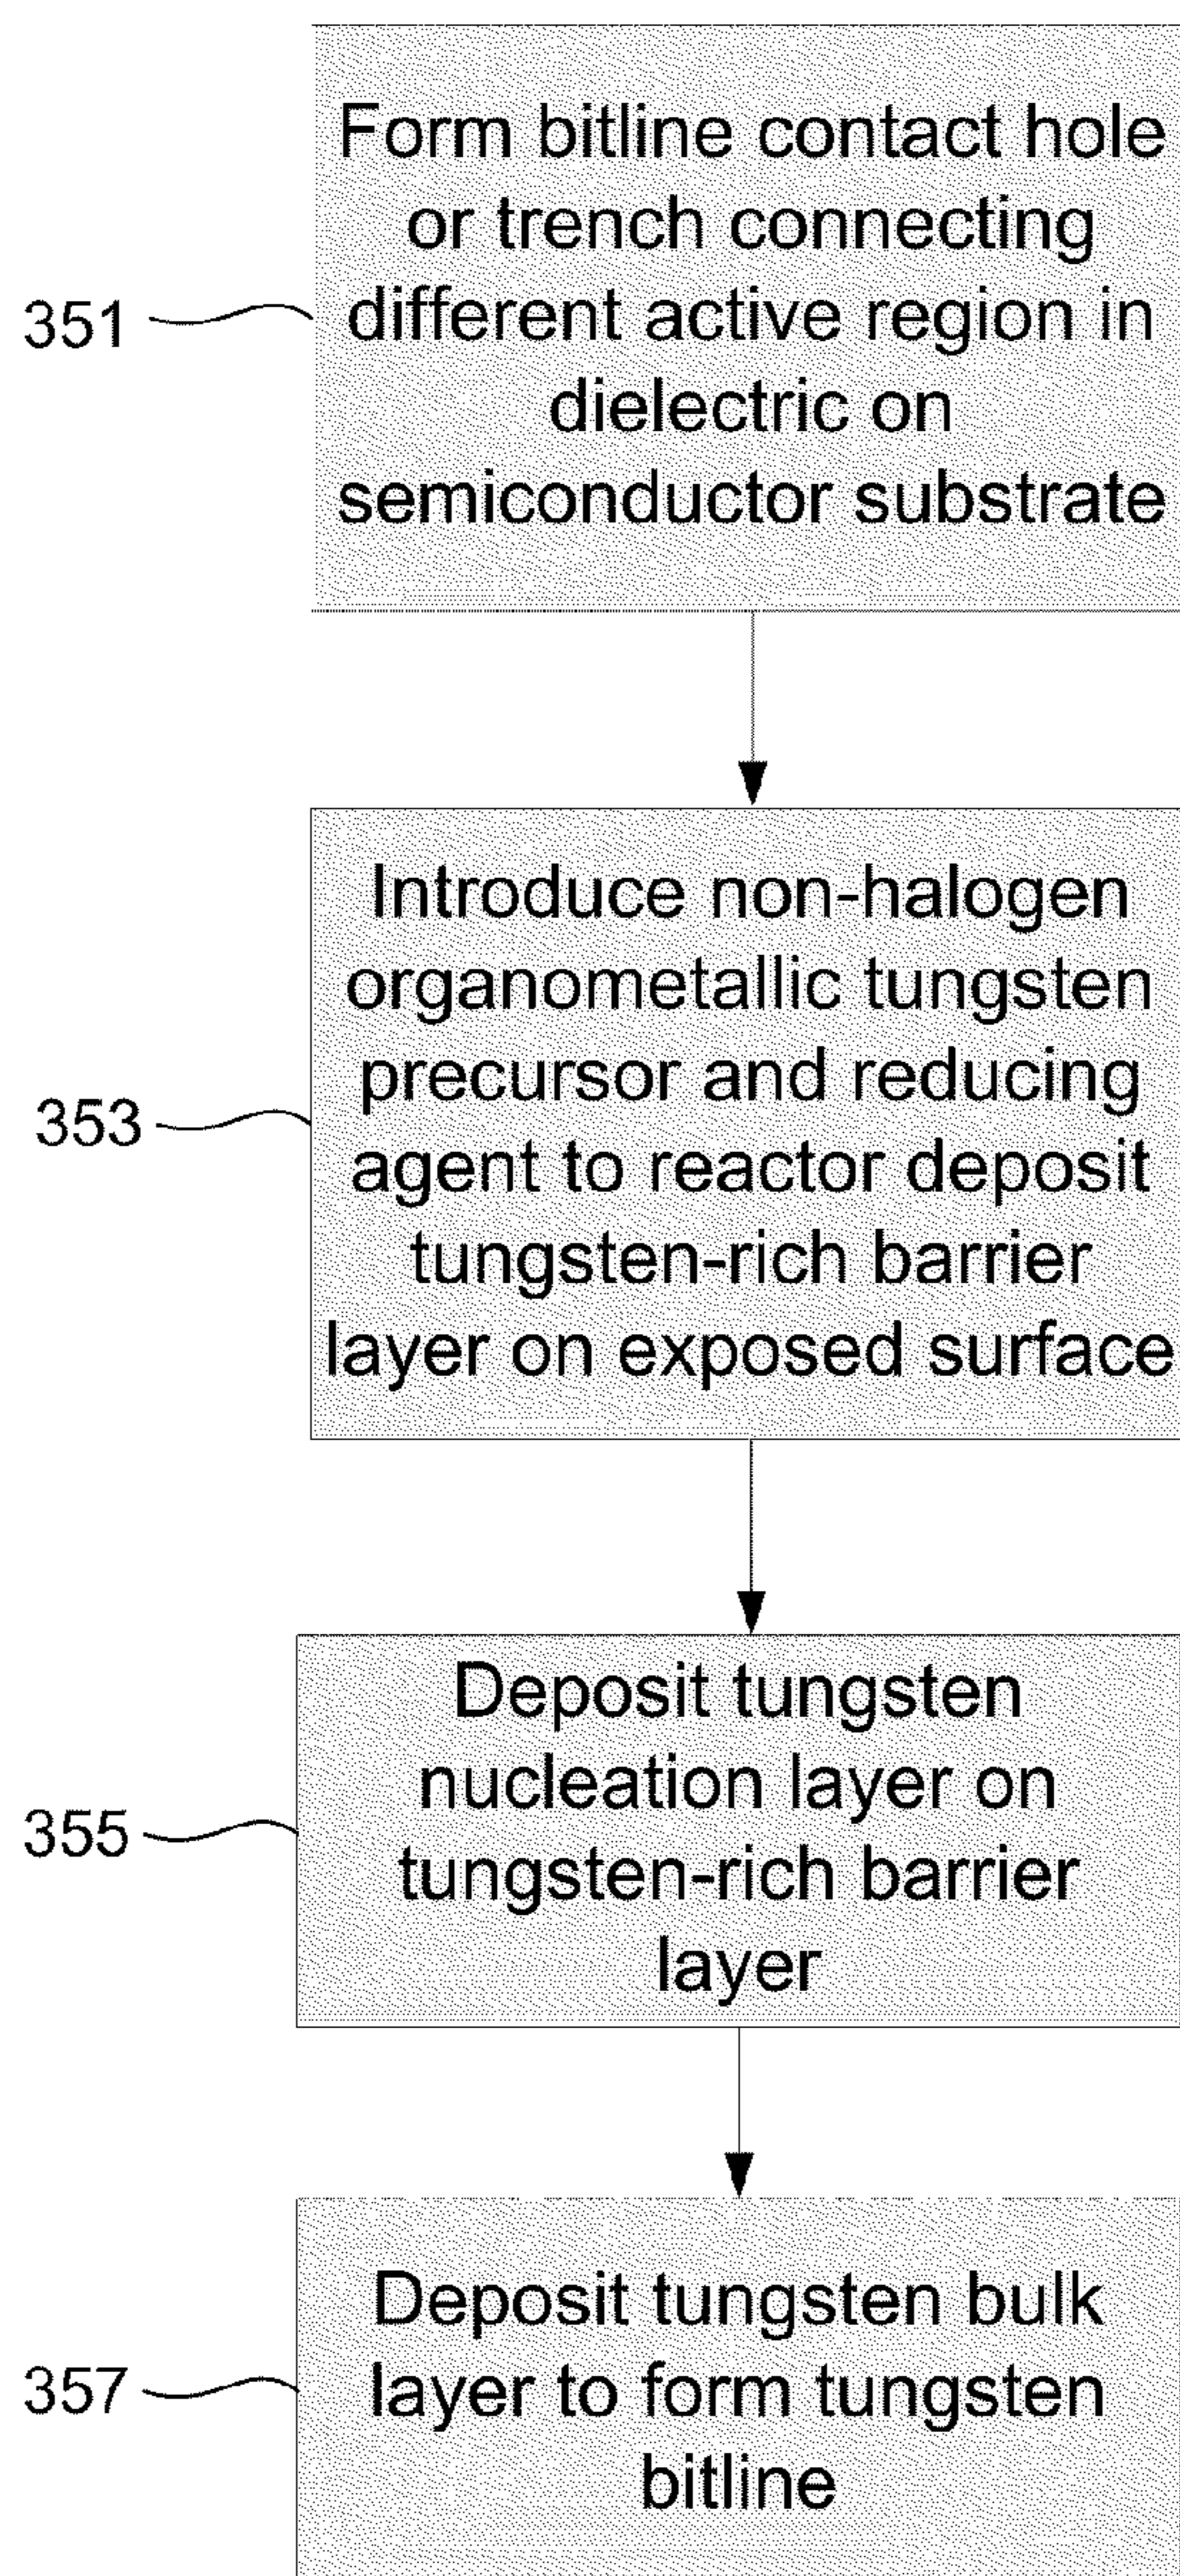 Form bitline contact hole
or trench connecting
different active region in
dielectric on
semiconductor substrate
351
Introduce non-halogen
organometallic tungsten
precursor and reducing
agent to reactor deposit
tungsten-rich barrier
layer on exposed surface
353
Deposit tungsten
nucleation layer on
tungsten-rich barrier
layer
355
Deposit tungsten bulk
layer to form tungsten
bitline
357